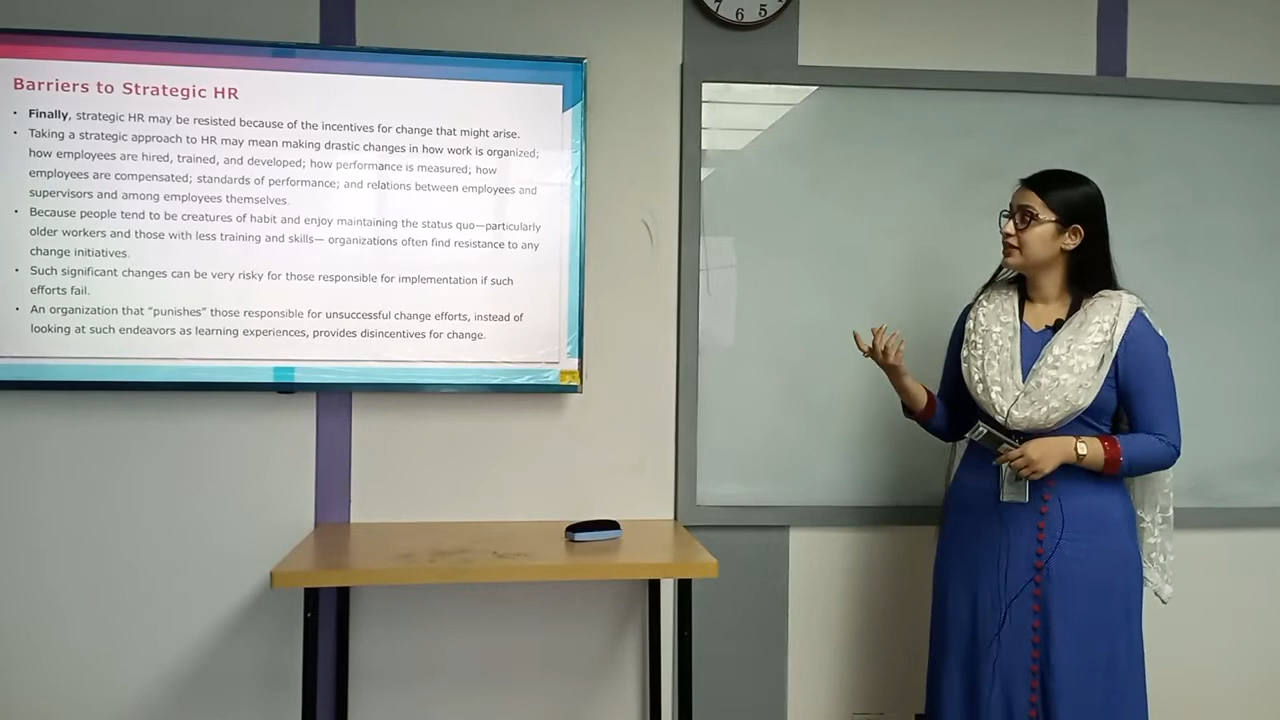 Barriers to Strategic HR
• Finally, strategic HR may be resisted because of the incentives for change that might arise.
• Taking a strategic approach to HR may mean making drastic changes in how work is organized;
how employees are hired, trained, and developed; how performance is measured; how
employees are compensated; standards of performance; and relations between employees and
supervisors and among employees themselves.
• Because people tend to be creatures of habit and enjoy maintaining the status quo—particularly
older workers and those with less training and skills— organizations often find resistance to any
change initiatives.
• Such significant changes can be very risky for those responsible for implementation if such
efforts fail.
• An organization that “punishes” those responsible for unsuccessful change efforts, instead of
looking at such endeavors as learning experiences, provides disincentives for change.
7 6 5